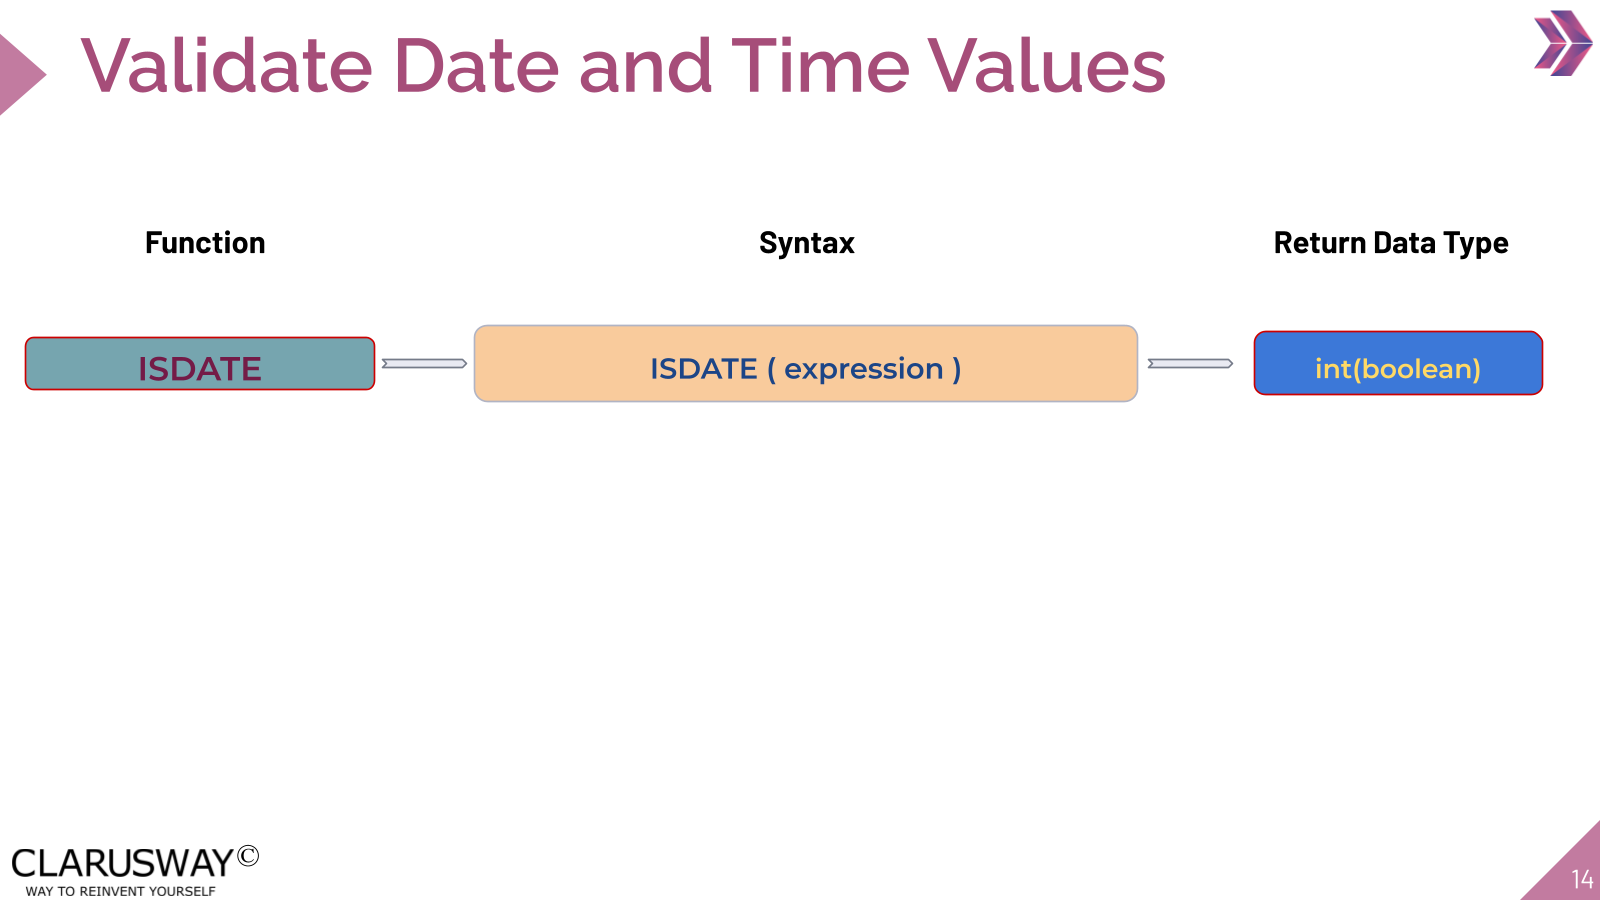 Validate Date and Time Values
Function
Syntax
Return Data Type
ISDATE
ISDATE ( expression )
int(boolean)
CLARUSWAY©
WAY TO REINVENT YOURSELF
14